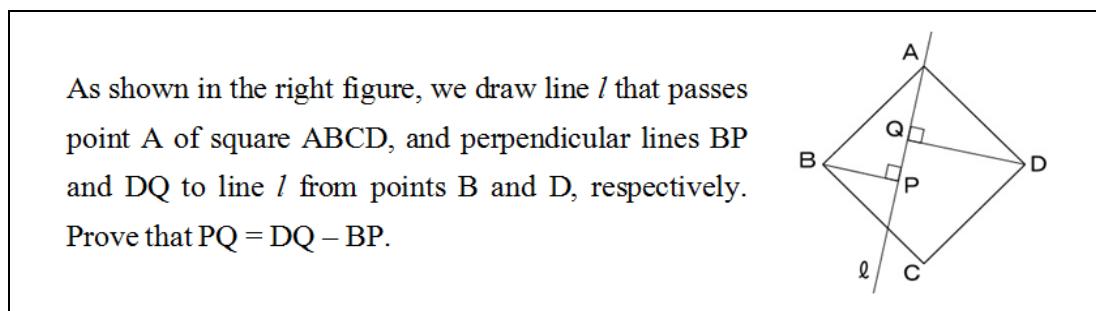 As shown in the right figure, we draw line l that passes
point A of square ABCD, and perpendicular lines BP
and DQ to line l from points B and D, respectively.
Prove that PQ = DQ – BP.
A
Q
B
D
P
ℓ
C